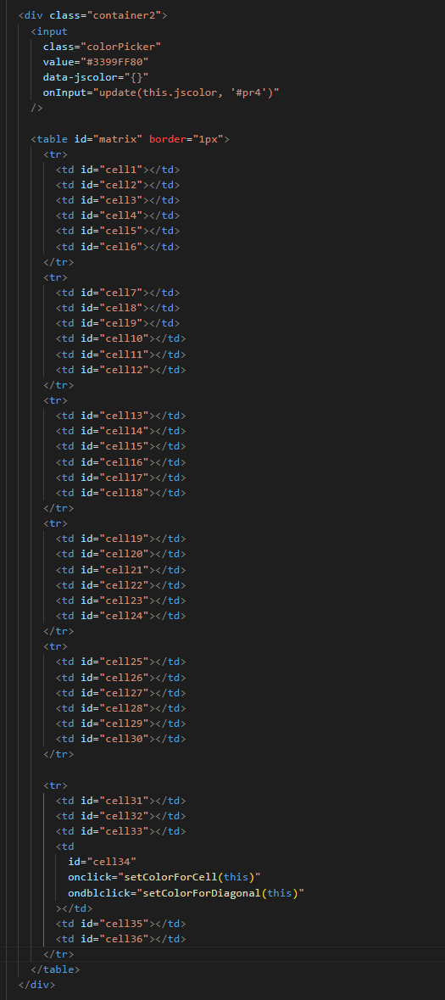 <div class="container2">
<input
class="colorPicker"
value="#3399FF80"
data-jscolor="{}"
onInput="update(this.jscolor, '#pr4')"
/>
<table id="matrix" border="1px">
<tr>
<td id="cell1"></td>
<td id="cell2"></td>
<td id="cell3"></td>
<td id="cell4"></td>
<td id="cell5"></td>
<td id="cell6"></td>
</tr>
<tr>
<td id="cell7"></td>
<td id="cell8"></td>
<td id="cell9"></td>
<td id="cell10"></td>
<td id="cell11"></td>
<td id="cell12"></td>
</tr>
<tr>
<td id="cell13"></td>
<td id="cell14"></td>
<td id="cell15"></td>
<td id="cell16"></td>
<td id="cell17"></td>
<td id="cell18"></td>
</tr>
<tr>
<td id="cell19"></td>
<td id="cell20"></td>
<td id="cell21"></td>
<td id="cell22"></td>
<td id="cell23"></td>
<td id="cell24"></td>
</tr>
<tr>
<td id="cell25"></td>
<td id="cell26"></td>
<td id="cell27"></td>
<td id="cell28"></td>
<td id="cell29"></td>
<td id="cell30"></td>
</tr>
<tr>
<td id="cell31"></td>
<td id="cell32"></td>
<td id="cell33"></td>
<td
id="cell34"
onclick="setColorForCell(this)"
ondblclick="setColorForDiagonal(this)"
></td>
<td id="cell35"></td>
<td id="cell36"></td>
</tr>
</table>
</div>